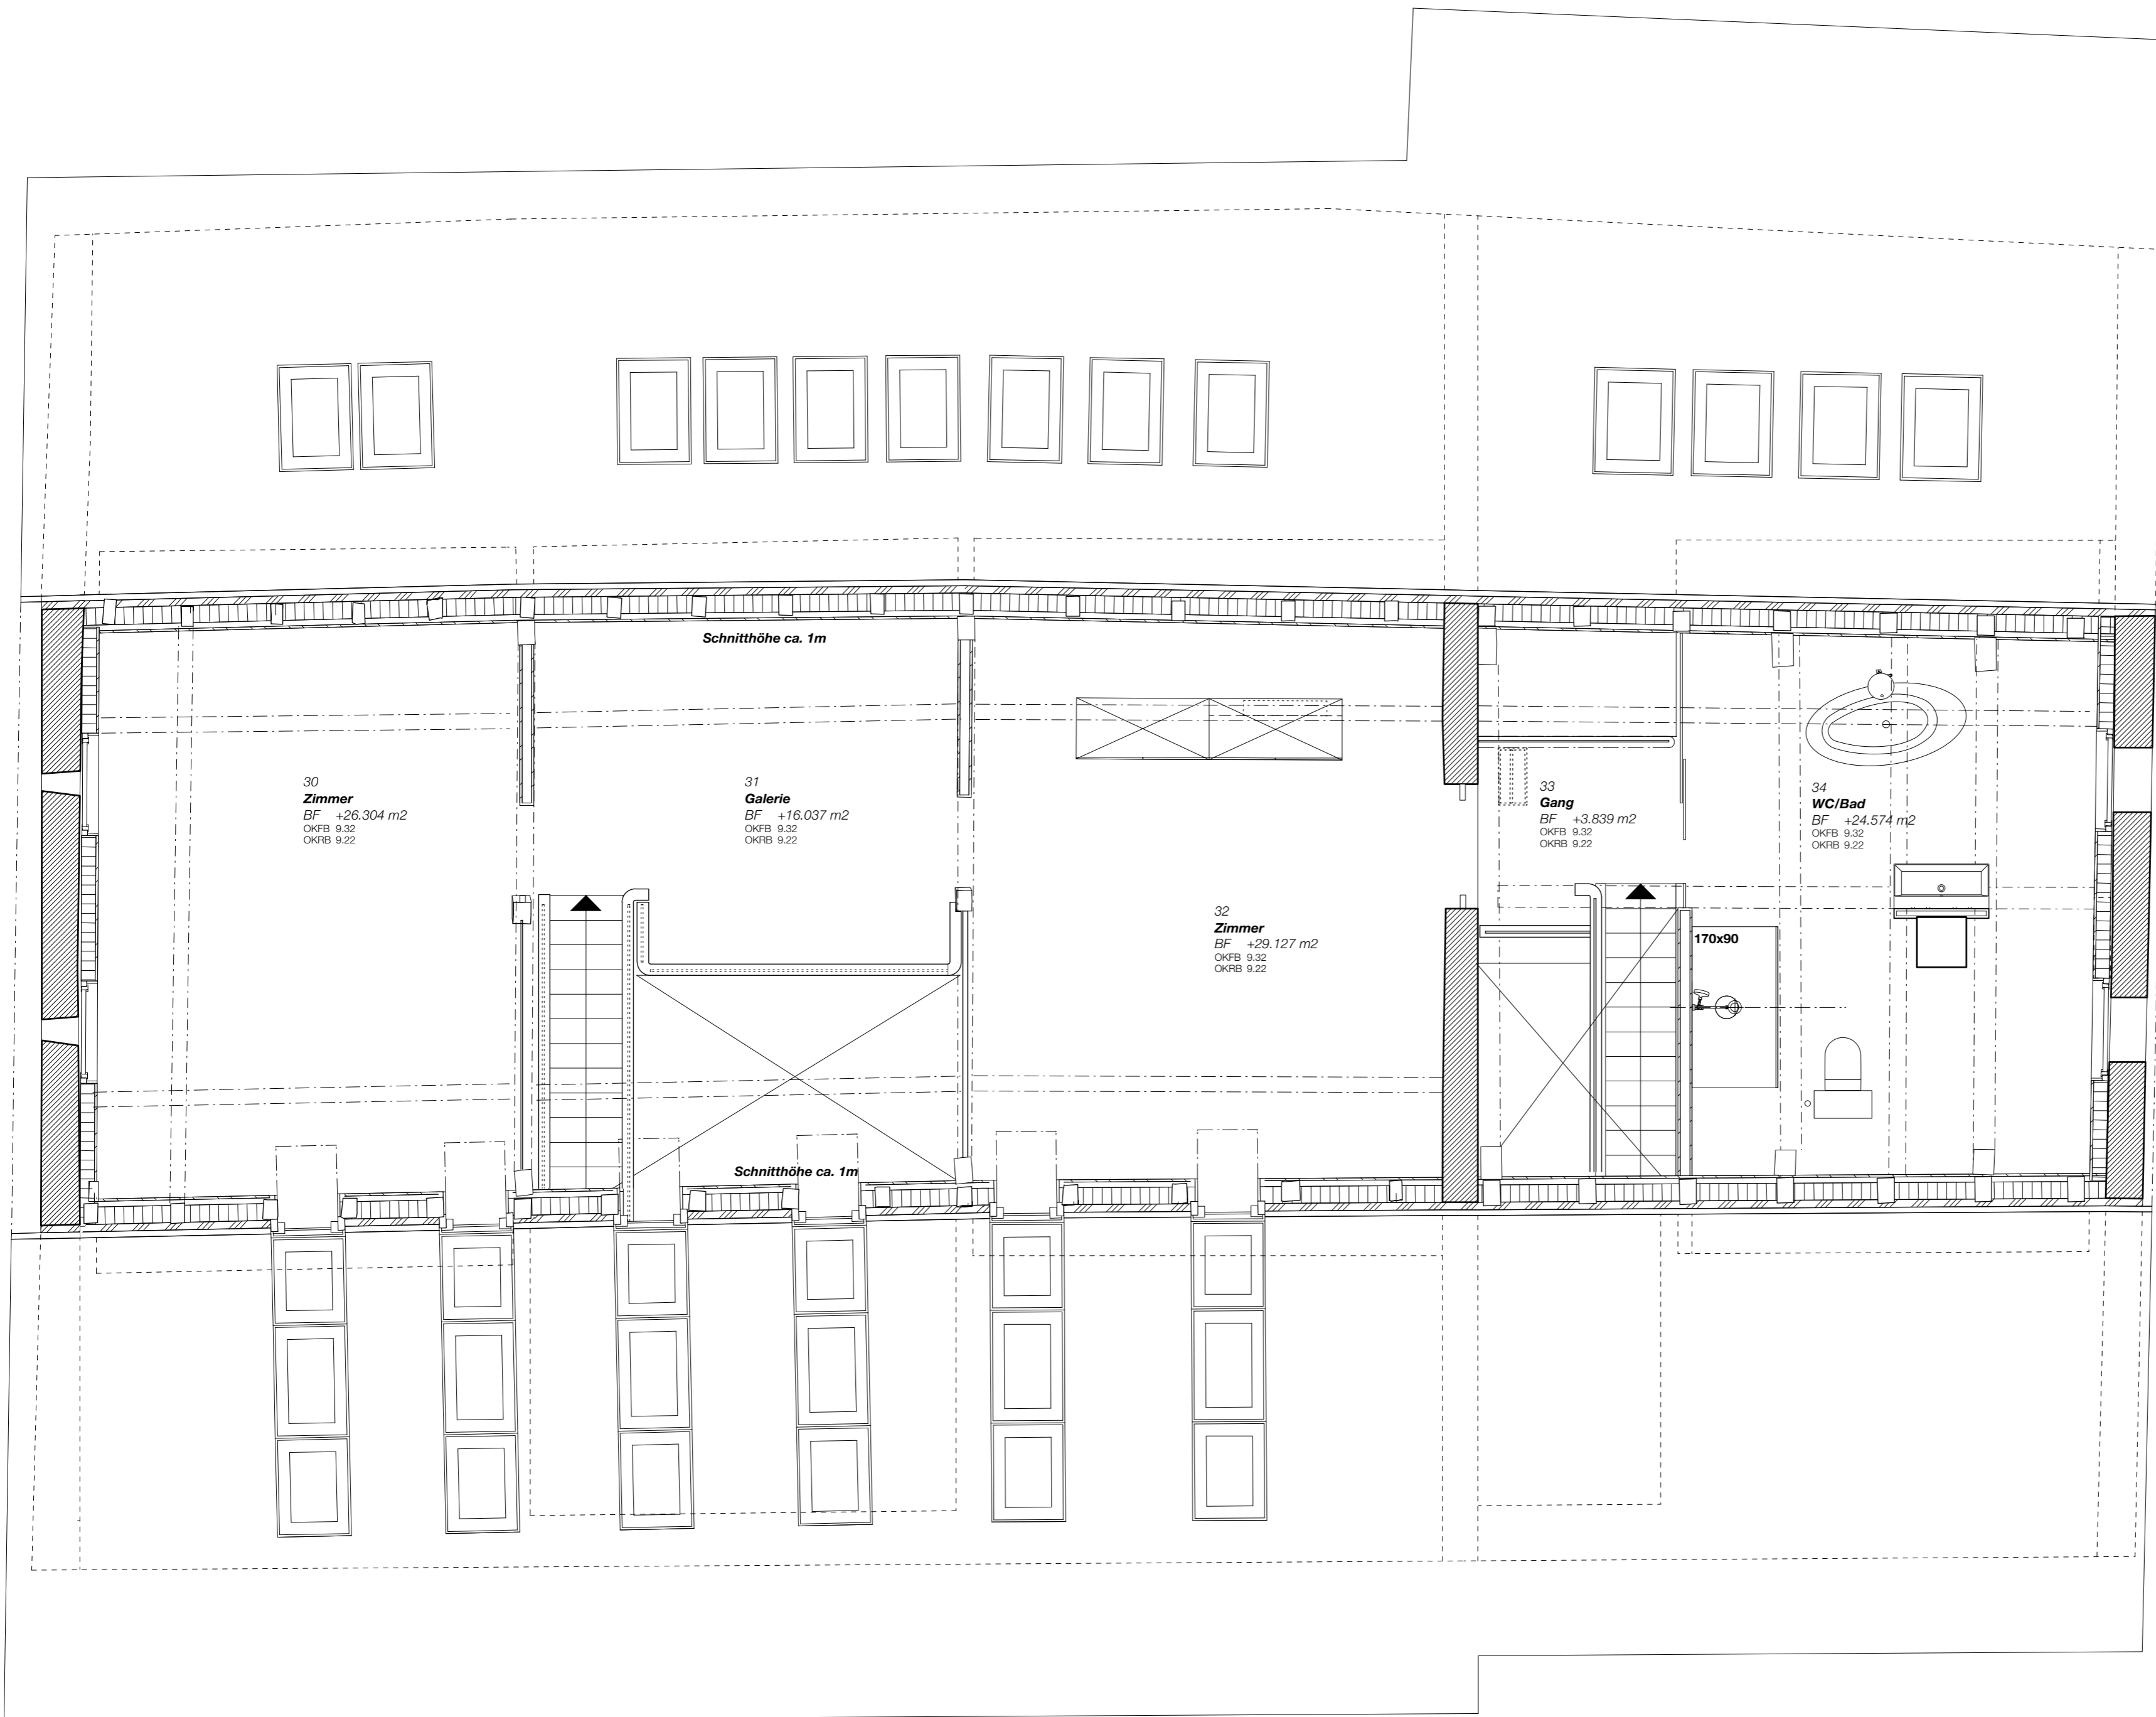 Schnitthöhe ca. 1m
30
Zimmer
BF +26.304 m2
OKFB 9.32
OKRB 9.22
31
Galerie
BF +16.037 m2
OKFB 9.32
OKRB 9.22
33
Gang
BF +3.839 m2
OKFB 9.32
OKRB 9.22
34
WC/Bad
BF +24.574 m2
OKFB 9.32
OKRB 9.22
32
Zimmer
BF +29.127 m2
OKFB 9.32
OKRB 9.22
170x90
Schnitthöhe ca. 1m